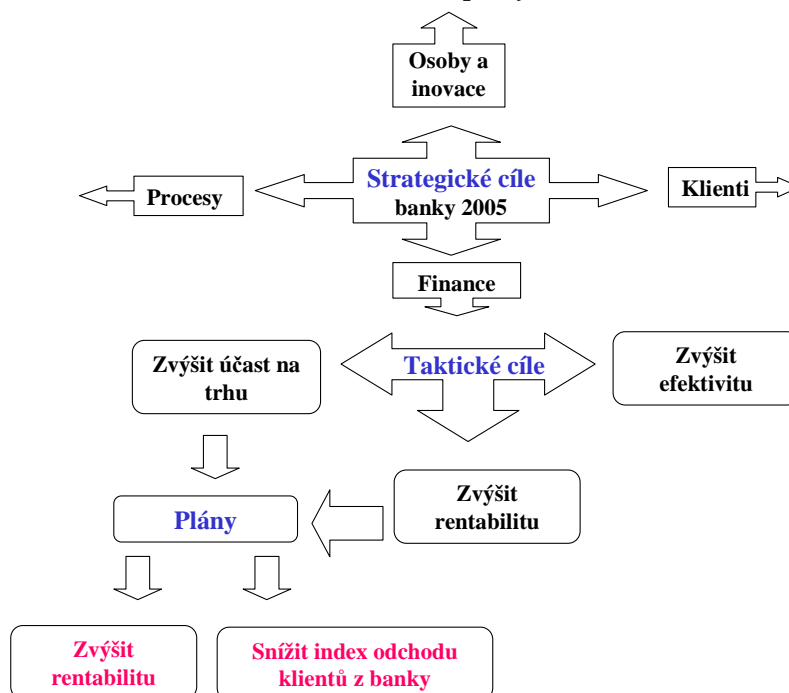 Osoby a
inovace
Strategické cíle
banky 2005
Procesy
Klienti
Finance
Zvýšit účast na
trhu
Taktické cíle
Zvýšit
efektivitu
Plány
Zvýšit
rentabilitu
Zvýšit
rentabilitu
Snížit index odchodu
klientů z banky